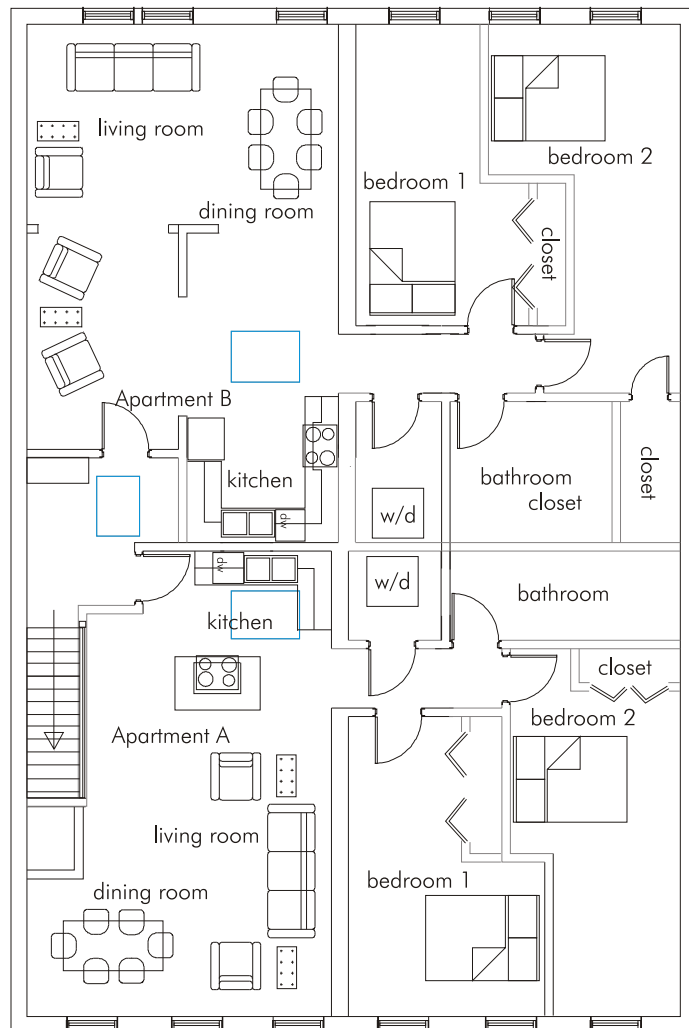 living room
bedroom 2
bedroom 1
dining room
closet
Apartment B
kitchen
bathroom
closet
closet
w/d
dw
dw
w/d
bathroom
kitchen
closet
bedroom 2
Apartment A
living room
bedroom 1
dining room